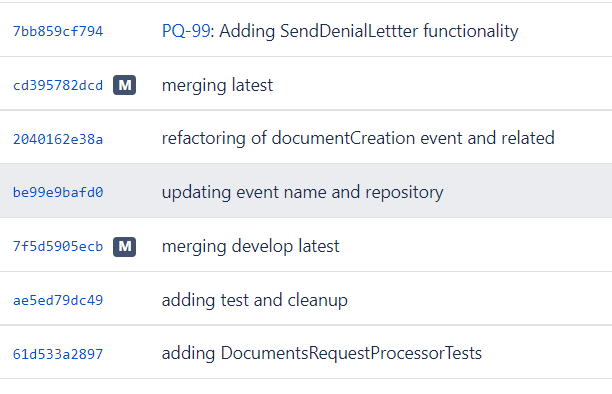 7bb859cf794 PQ-99: Adding SendDenialLettter functionality
cd395782dcd M merging latest
2040162e38a refactoring of documentCreation event and related
be99e9bafd0 updating event name and repository
7f5d5905ecb M merging develop latest
ae5ed79dc49 adding test and cleanup
61d533a2897 adding DocumentsRequestProcessorTests